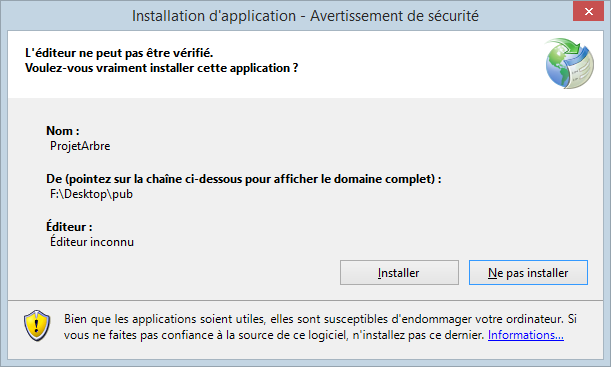 Installation d'application - Avertissement de sécurité
L'éditeur ne peut pas être vérifié.
Voulez-vous vraiment installer cette application ?
Nom :
ProjetArbre
De (pointez sur la chaîne ci-dessous pour afficher le domaine complet) :
F:\Desktop\pub
Éditeur :
Éditeur inconnu
Installer
Ne pas installer
Bien que les applications soient utiles, elles sont susceptibles d'endommager votre ordinateur. Si
vous ne faites pas confiance à la source de ce logiciel, n'installez pas ce dernier. Informations...